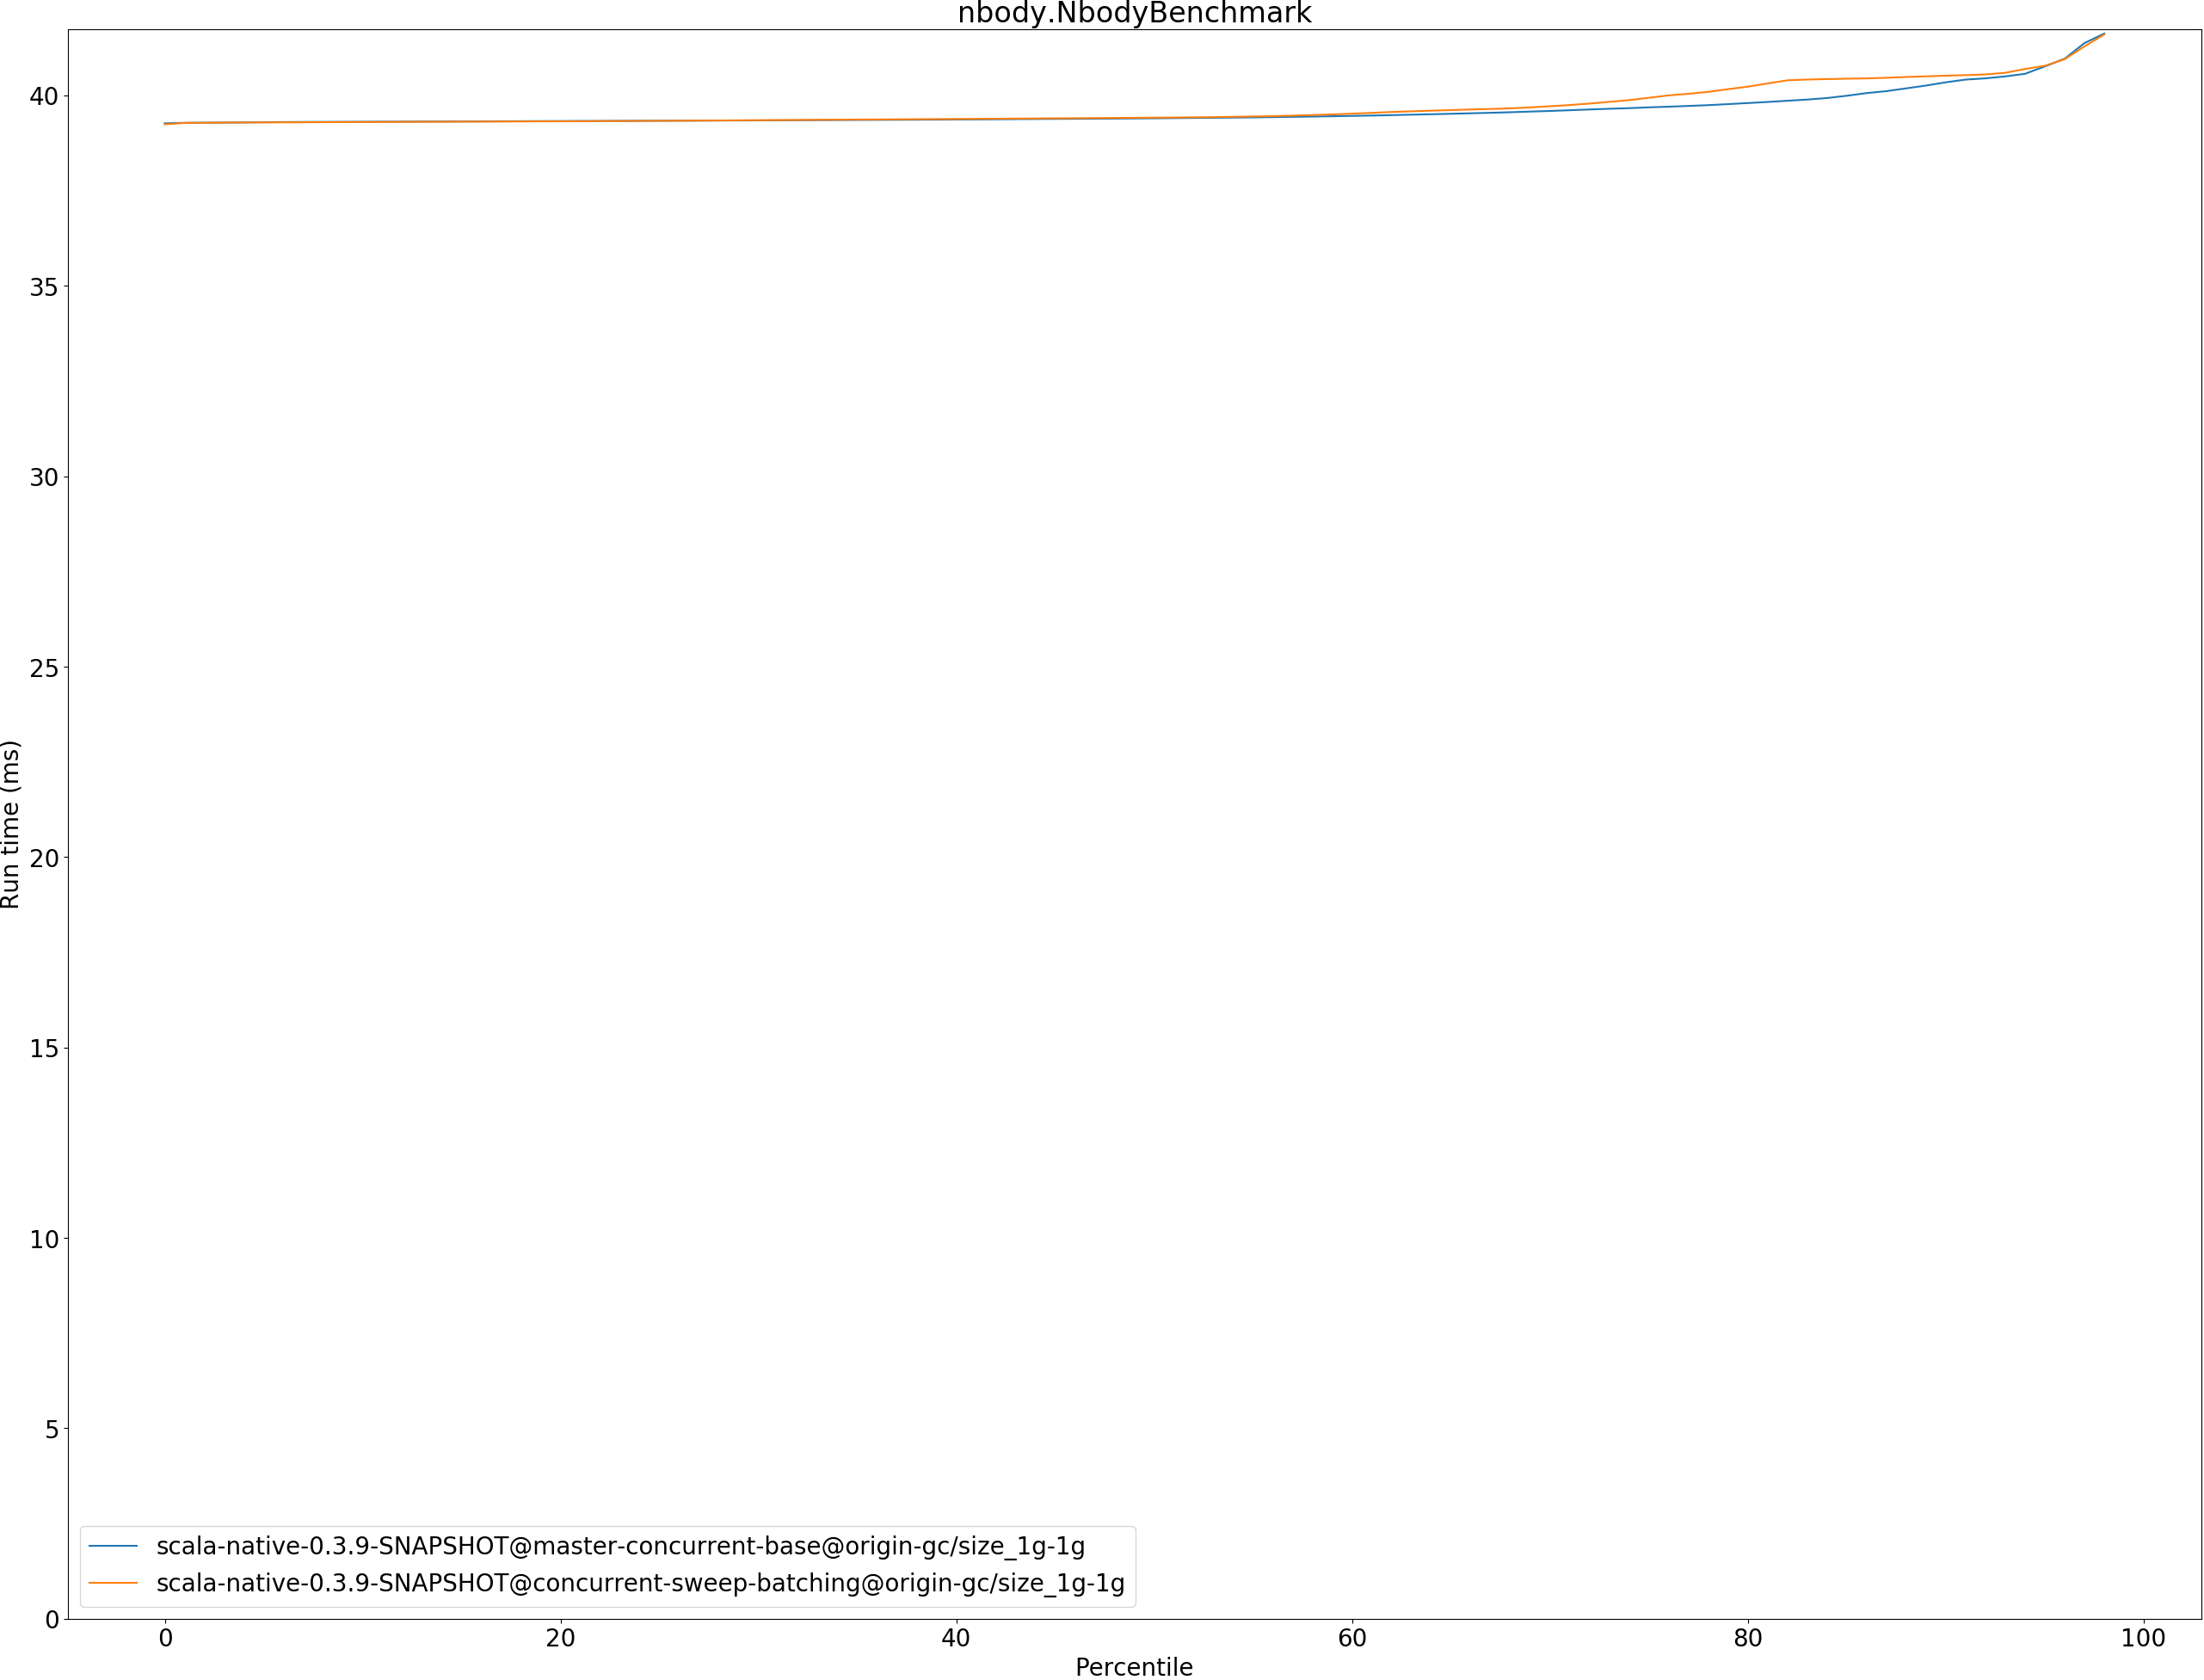 nbody.NbodyBenchmark
40
35
30
25
20
15
10
5
0
Run time (ms)
scala-native-0.3.9-SNAPSHOT@master-concurrent-base@origin-gc/size_1g-1g
scala-native-0.3.9-SNAPSHOT@concurrent-sweep-batching@origin-gc/size_1g-1g
0 20 40 60 80 100
Percentile